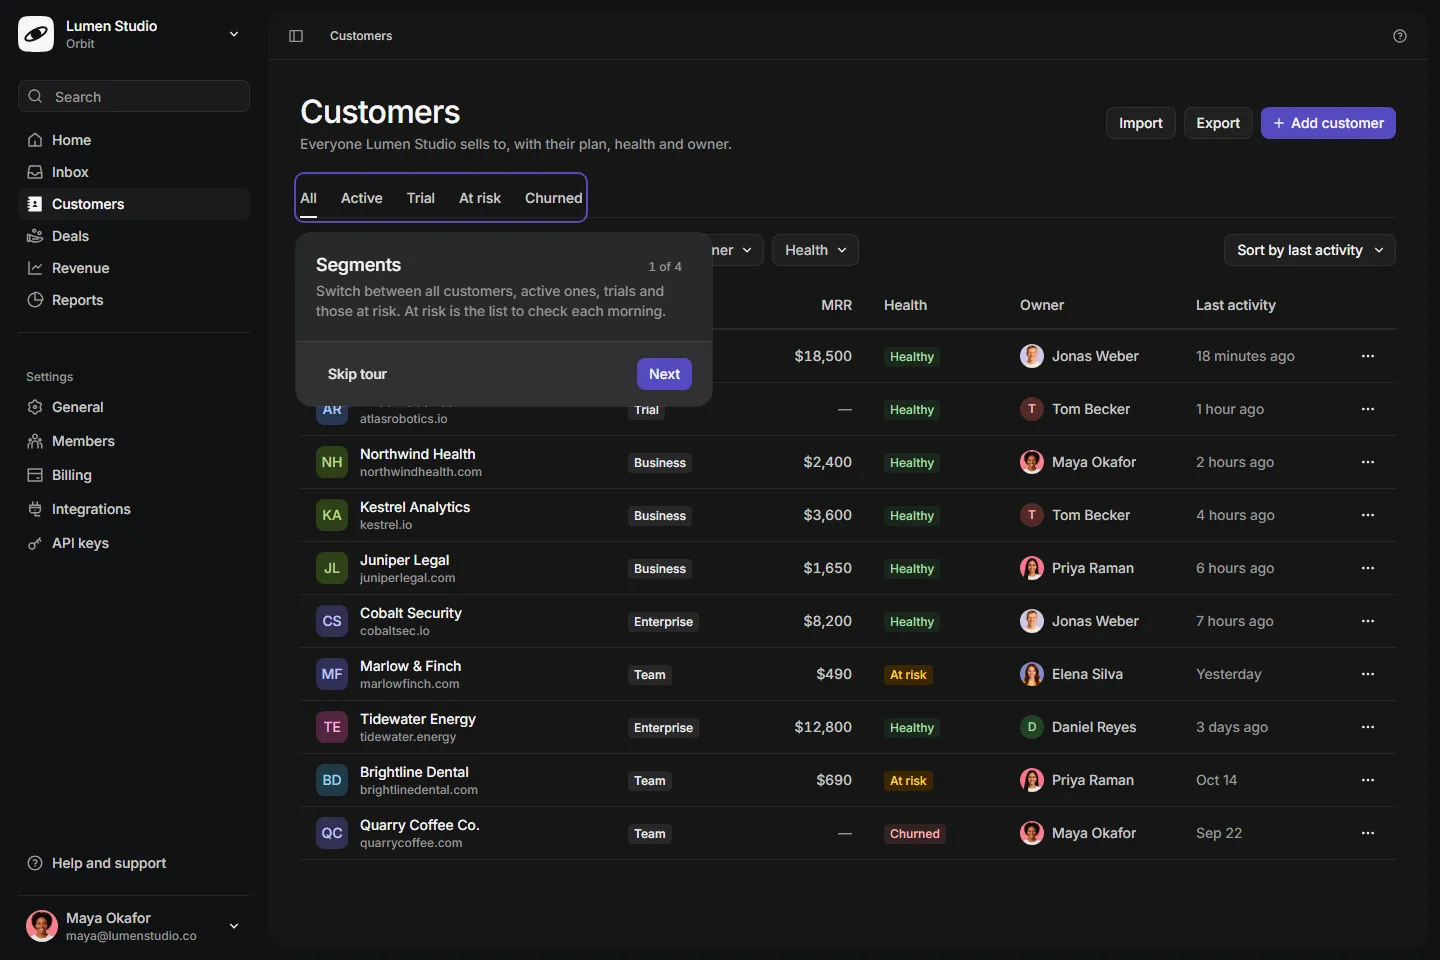 Lumen Studio
Orbit
Search
Home
Inbox
Customers
Deals
Revenue
Reports
Settings
General
Members
Billing
Integrations
API keys
Help and support
Maya Okafor
maya@lumenstudio.co
Customers
Customers
Everyone Lumen Studio sells to, with their plan, health and owner.
Import
Export
+ Add customer
All Active Trial At risk Churned
Health
Sort by last activity
Segments
1 of 4
Switch between all customers, active ones, trials and
those at risk. At risk is the list to check each morning.
Skip tour
Next
MRR Health Owner Last activity
$18,500 Healthy Jonas Weber 18 minutes ago
AR
atlasrobotics.io
Trial — Healthy T Tom Becker 1 hour ago
NH Northwind Health
northwindhealth.com
Business $2,400 Healthy Maya Okafor 2 hours ago
KA Kestrel Analytics
kestrel.io
Business $3,600 Healthy T Tom Becker 4 hours ago
JL Juniper Legal
juniperlegal.com
Business $1,650 Healthy Priya Raman 6 hours ago
CS Cobalt Security
cobaltsec.io
Enterprise $8,200 Healthy Jonas Weber 7 hours ago
MF Marlow & Finch
marlowfinch.com
Team $490 At risk Elena Silva Yesterday
TE Tidewater Energy
tidewater.energy
Enterprise $12,800 Healthy D Daniel Reyes 3 days ago
BD Brightline Dental
brightlinedental.com
Team $690 At risk Priya Raman Oct 14
QC Quarry Coffee Co.
quarrycoffee.com
Team — Churned Maya Okafor Sep 22